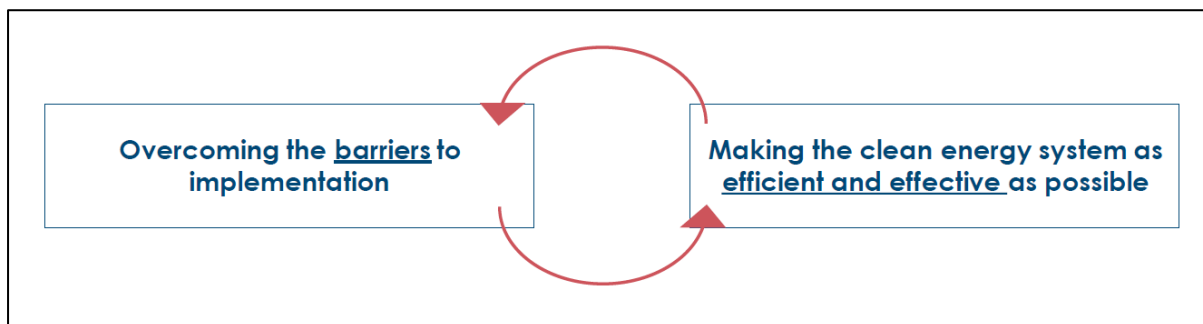 Overcoming the barriers to
implementation
Making the clean energy system as
efficient and effective as possible